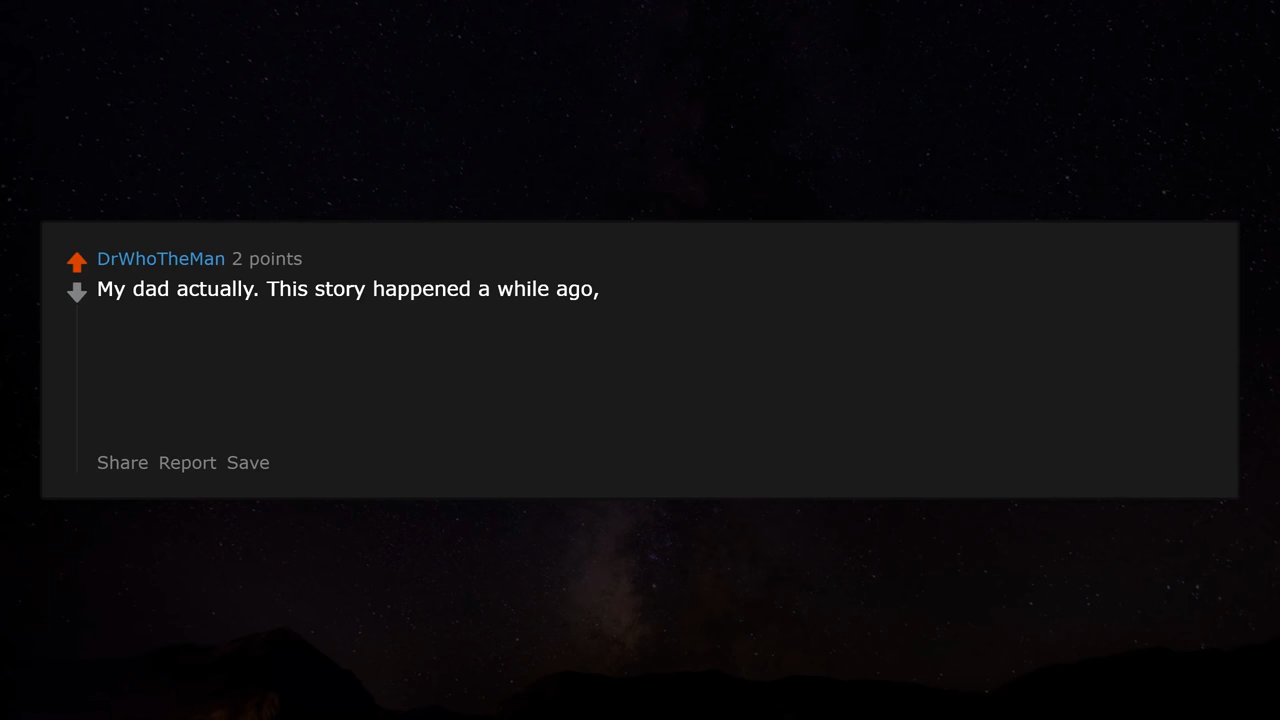 DrWhoTheMan 2 points
My dad actually. This story happened a while ago,
Share Report Save